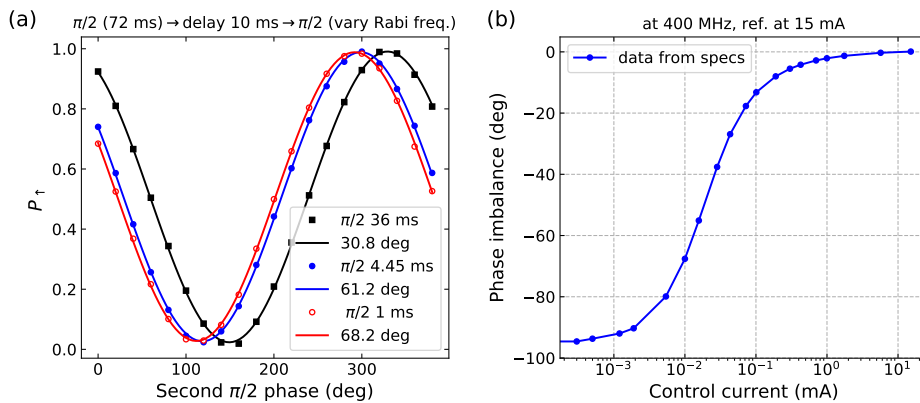 (a)
π/2 (72 ms) → delay 10 ms → π/2 (vary Rabi freq.)
1.0
0.8
0.6
0.4
0.2
0.0
P↑
π/2 36 ms
30.8 deg
π/2 4.45 ms
61.2 deg
π/2 1 ms
68.2 deg
0
100
200
300
Second π/2 phase (deg)
(b)
at 400 MHz, ref. at 15 mA
data from specs
0
−20
−40
−60
−80
−100
Phase imbalance (deg)
10⁻³
10⁻²
10⁻¹
10⁰
10¹
Control current (mA)